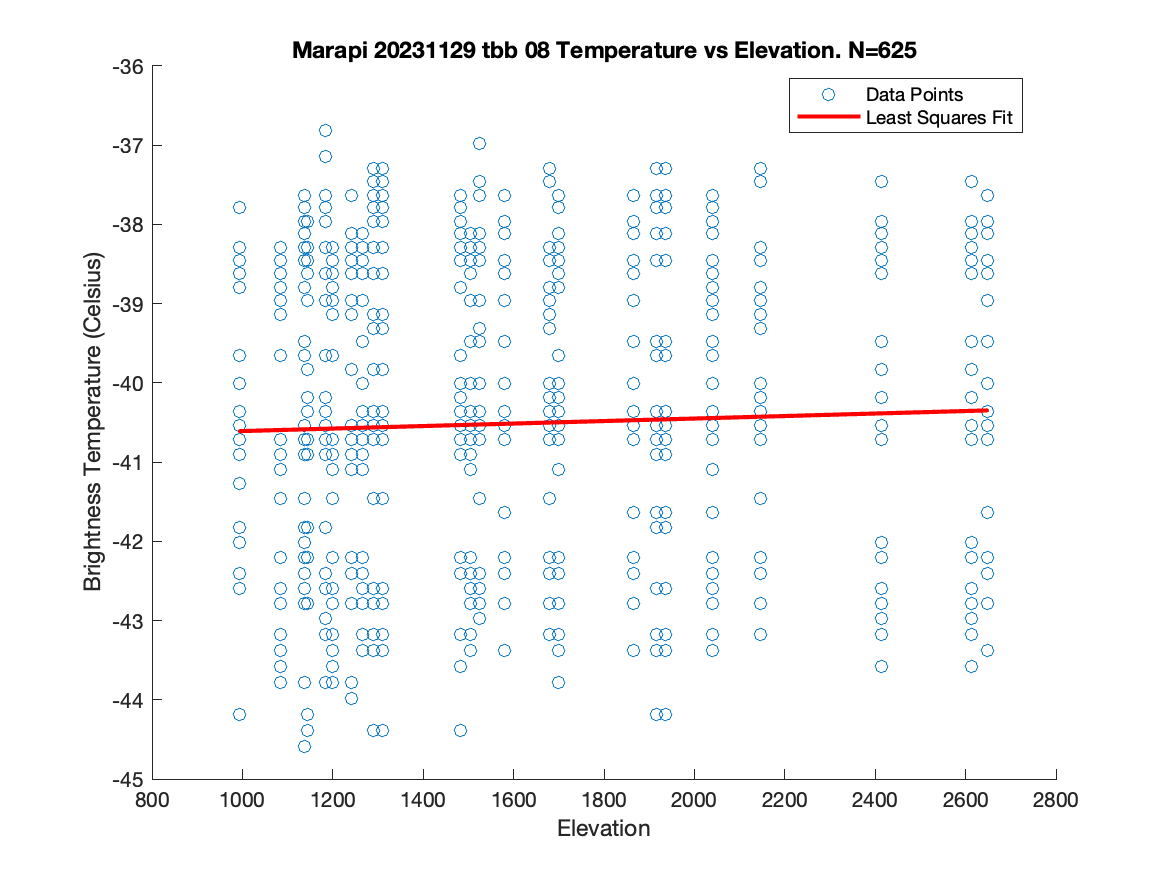 Marapi 20231129 tbb 08 Temperature vs Elevation. N=625
Data Points
Least Squares Fit
Brightness Temperature (Celsius)
-36
-37
-38
-39
-40
-41
-42
-43
-44
-45
800 1000 1200 1400 1600 1800 2000 2200 2400 2600 2800
Elevation